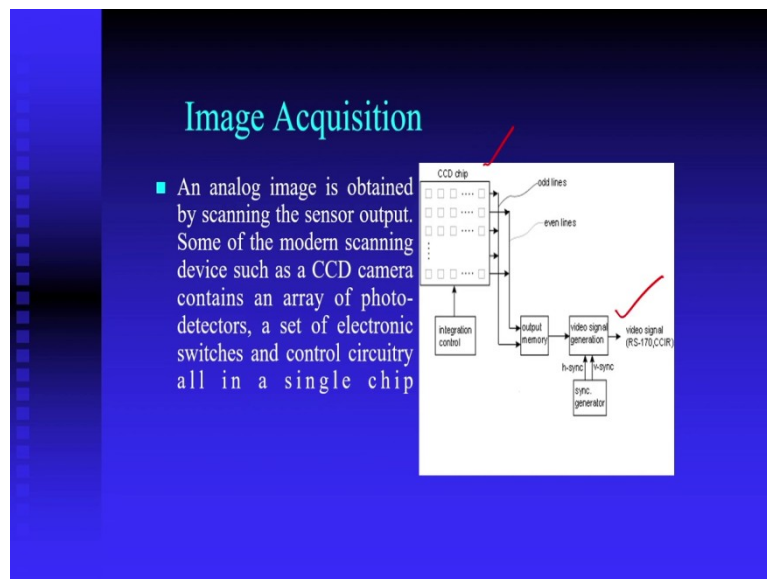 Image Acquisition
An analog image is obtained
by scanning the sensor output.
Some of the modern scanning
device such as a CCD camera
contains an array of photo-
detectors, a set of electronic
switches and control circuitry
all in a single chip
CCD chip
odd lines
even lines
integration
control
output
memory
video signal
generation
video signal
(RS-170,CCIR)
h-sync
v-sync
sync.
generator